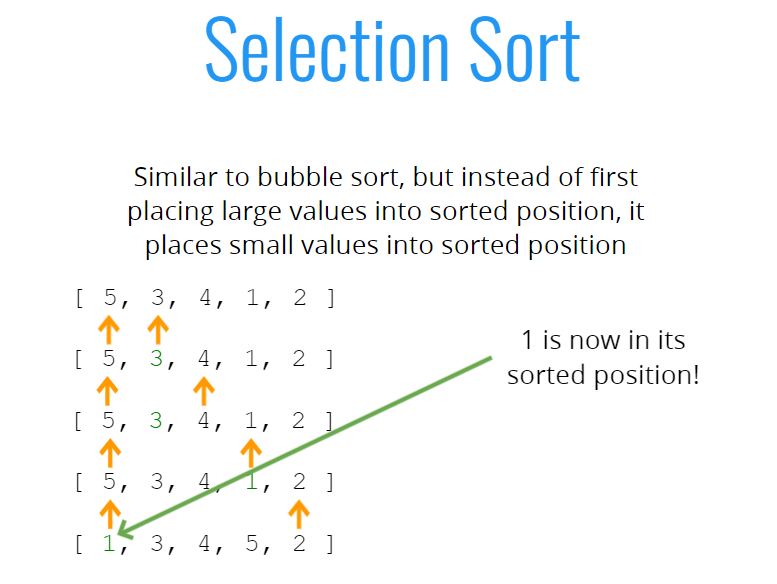 Selection Sort
Similar to bubble sort, but instead of first
placing large values into sorted position, it
places small values into sorted position
[ 5, 3, 4, 1, 2 ]
[ 5, 3, 4, 1, 2 ]
[ 5, 3, 4, 1, 2 ]
[ 5, 3, 4, 1, 2 ]
[ 1, 3, 4, 5, 2 ]
1 is now in its
sorted position!